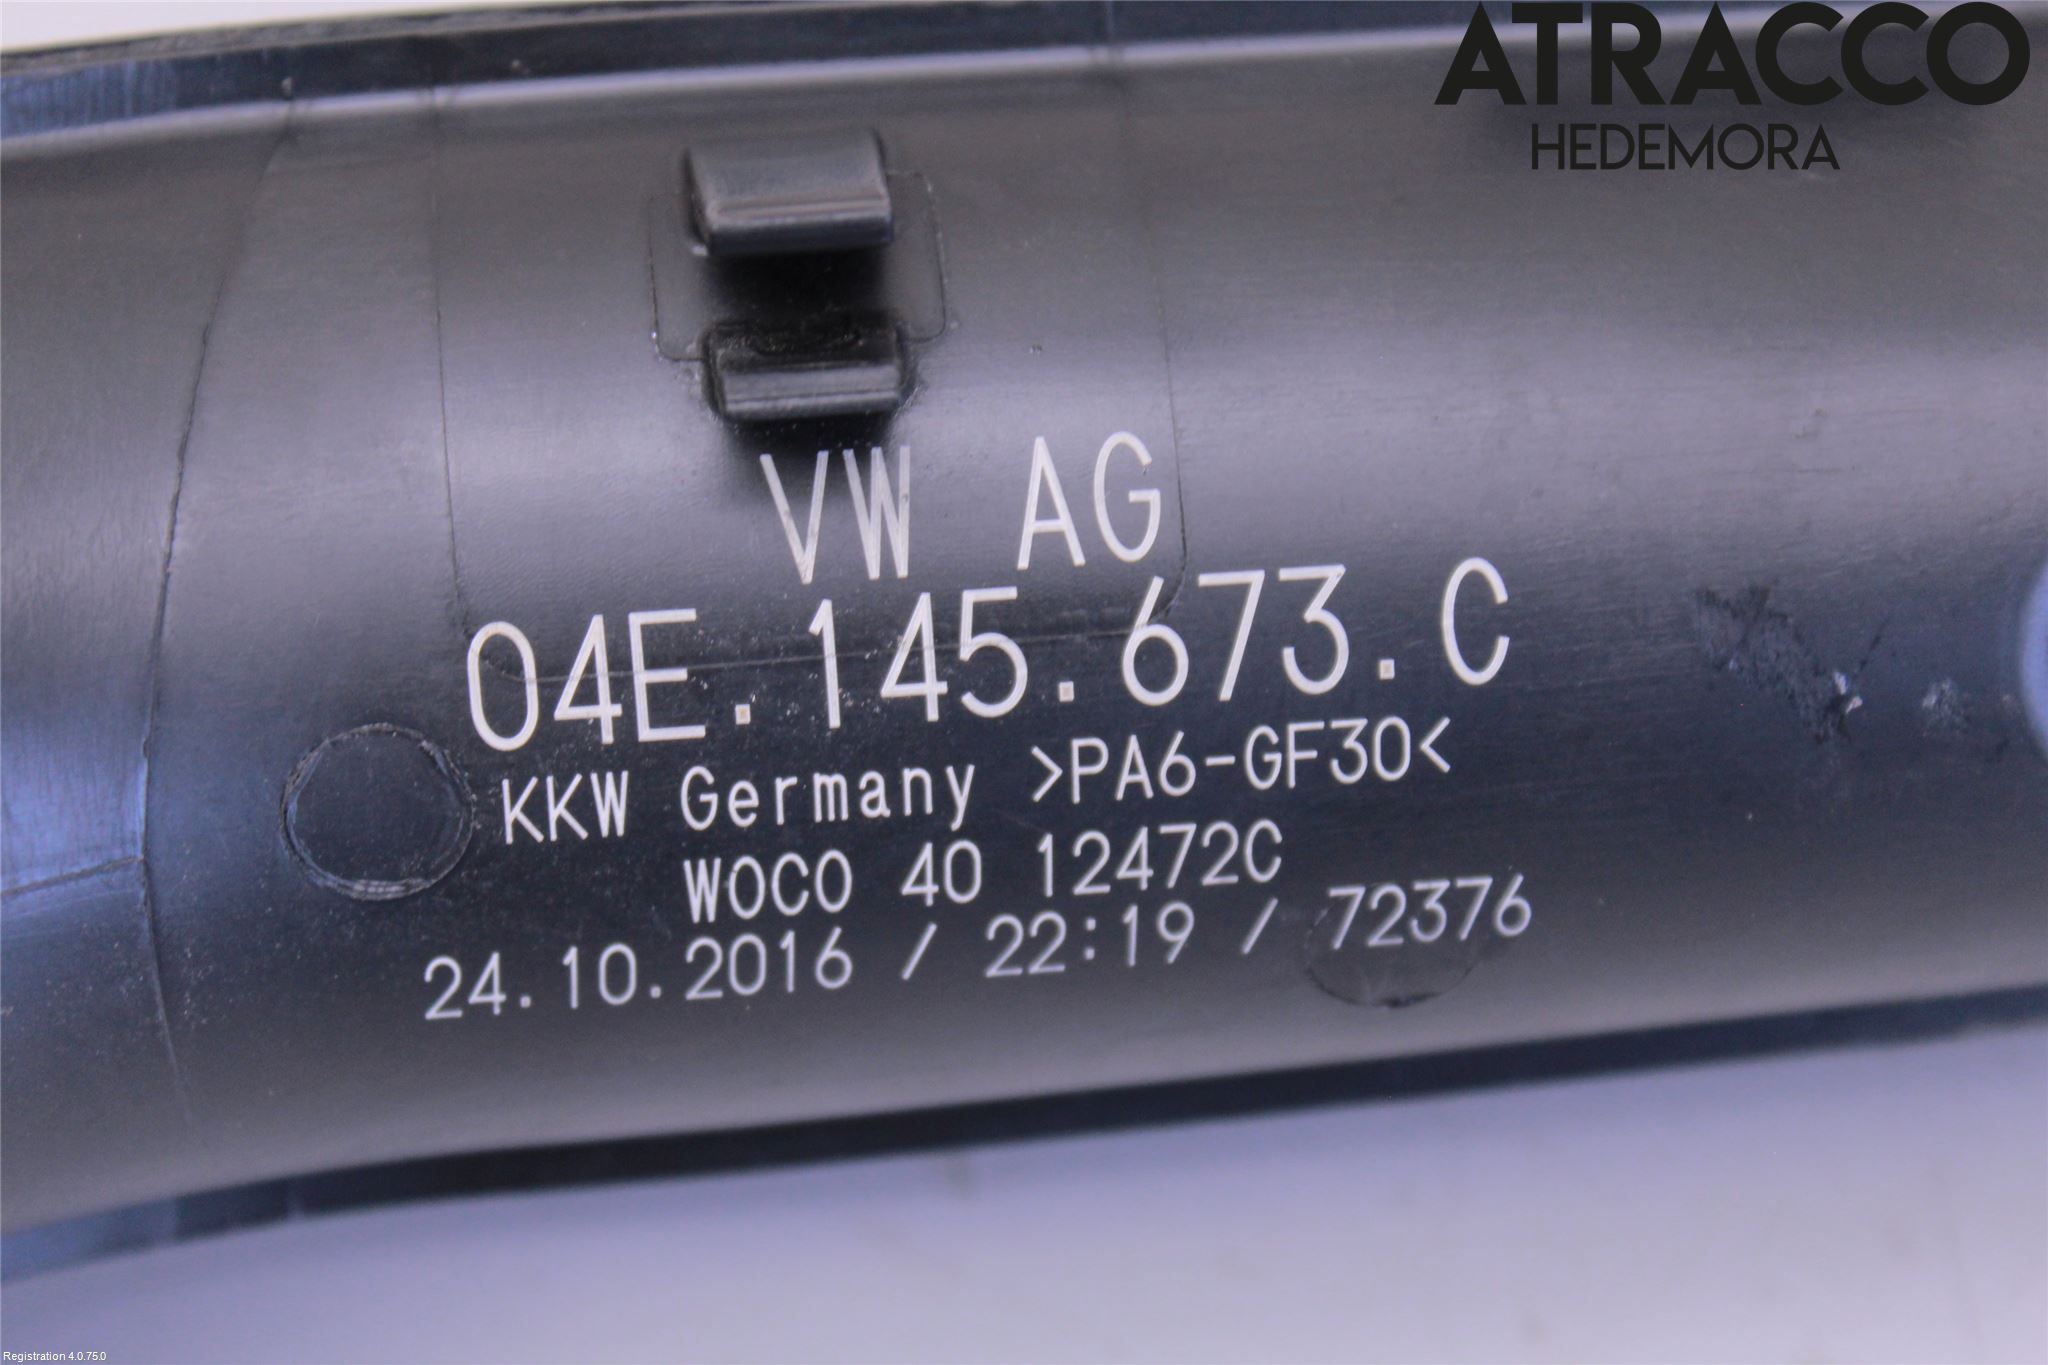 ATRACCO
HEDEMORA
VW AG
04E.145.673.C
KKW Germany >PA6-GF30<
WOCO 40 12472C
24.10.2016 / 22:19 / 72376
Registration 4.0.75.0